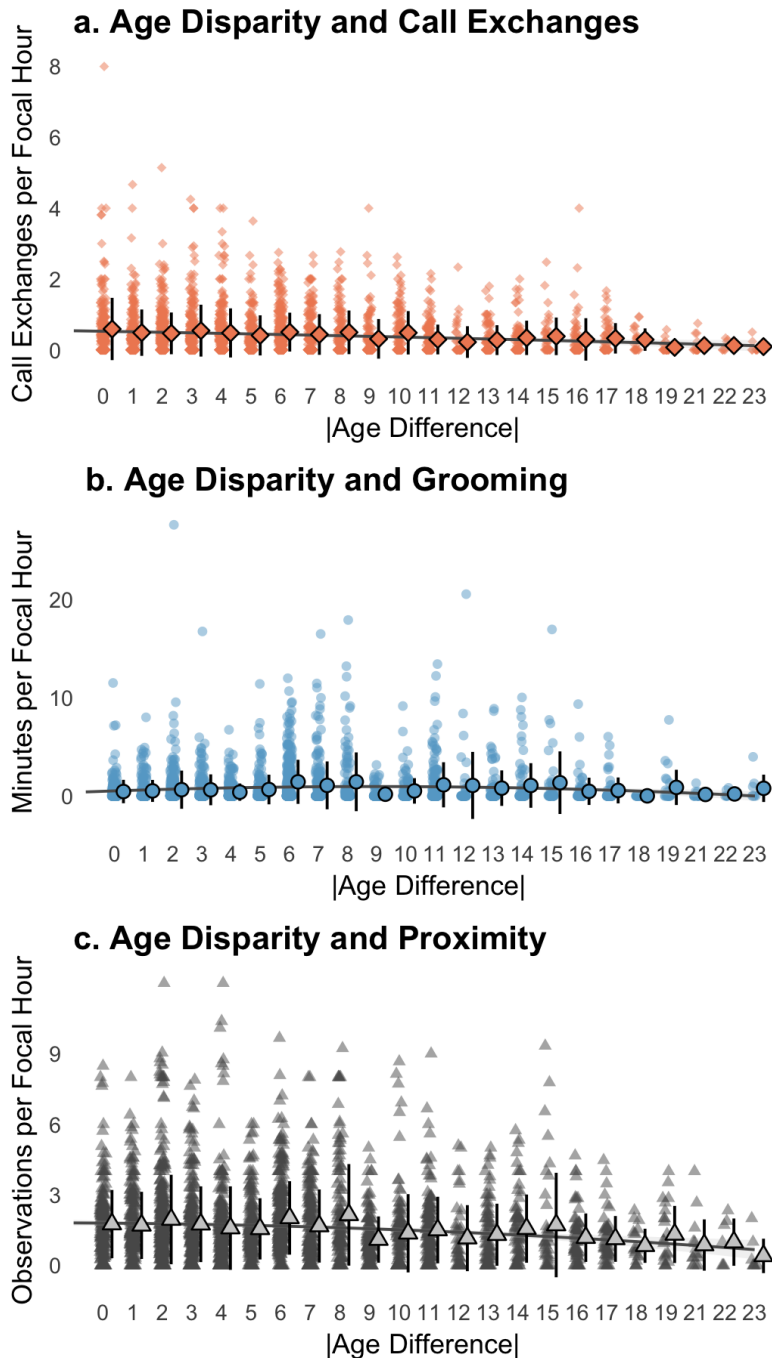 a. Age Disparity and Call Exchanges
Call Exchanges per Focal Hour
8
6
4
2
0
0 1 2 3 4 5 6 7 8 9 10 11 12 13 14 15 16 17 18 19 21 22 23
|Age Difference|
b. Age Disparity and Grooming
Minutes per Focal Hour
20
10
0
0 1 2 3 4 5 6 7 8 9 10 11 12 13 14 15 16 17 18 19 21 22 23
|Age Difference|
c. Age Disparity and Proximity
Observations per Focal Hour
9
6
3
0
0 1 2 3 4 5 6 7 8 9 10 11 12 13 14 15 16 17 18 19 21 22 23
|Age Difference|